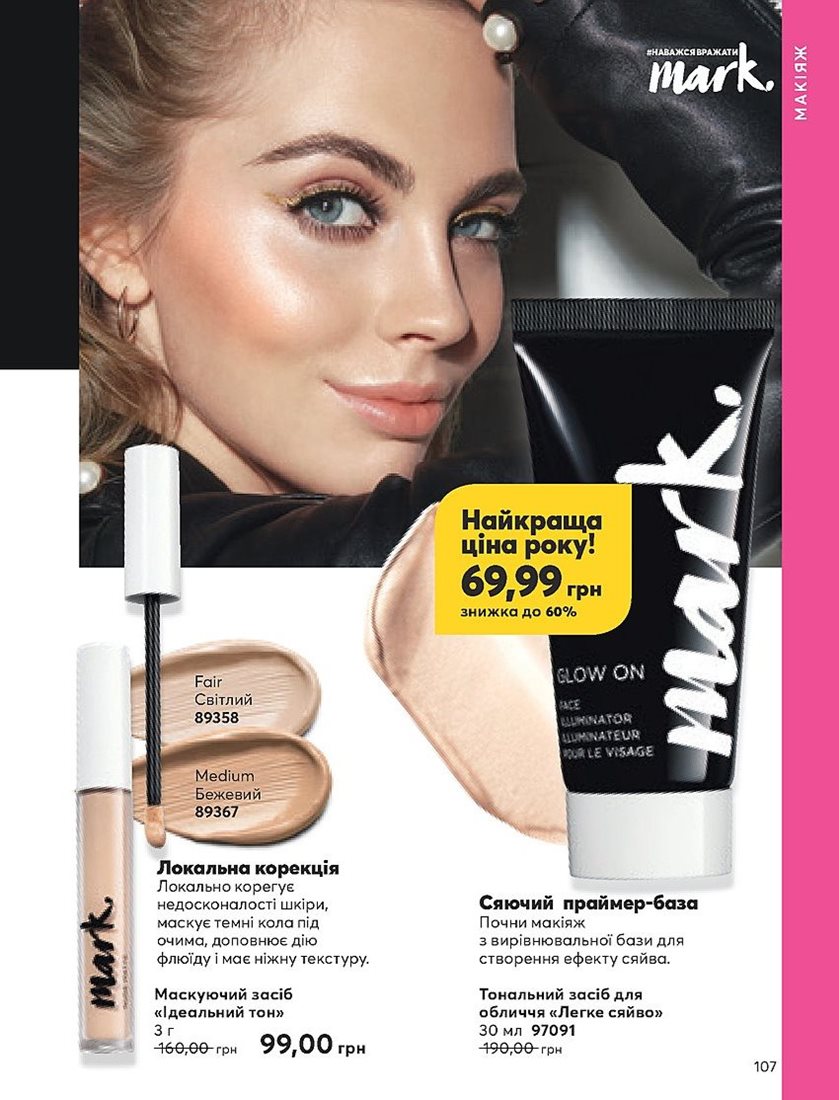 #НАВАЖСЯВРАЖАТИ
mark.
МАКІЯЖ
Найкраща
ціна року!
69,99 грн
знижка до 60%
mark.
GLOW ON
FACE
ILLUMINATOR
ILLUMINATEUR
POUR LE VISAGE
Fair
Світлий
89358
Medium
Бежевий
89367
mark.
Локальна корекція
Локально корегує
недосконалості шкіри,
маскує темні кола під
очима, доповнює дію
флюїду і має ніжну текстуру.
Маскуючий засіб
«Ідеальний тон»
3 г
160,00 грн 99,00 грн
Сяючий праймер-база
Почни макіяж
з вирівнювальної бази для
створення ефекту сяйва.
Тональний засіб для
обличчя «Легке сяйво»
30 мл 97091
190,00 грн
107